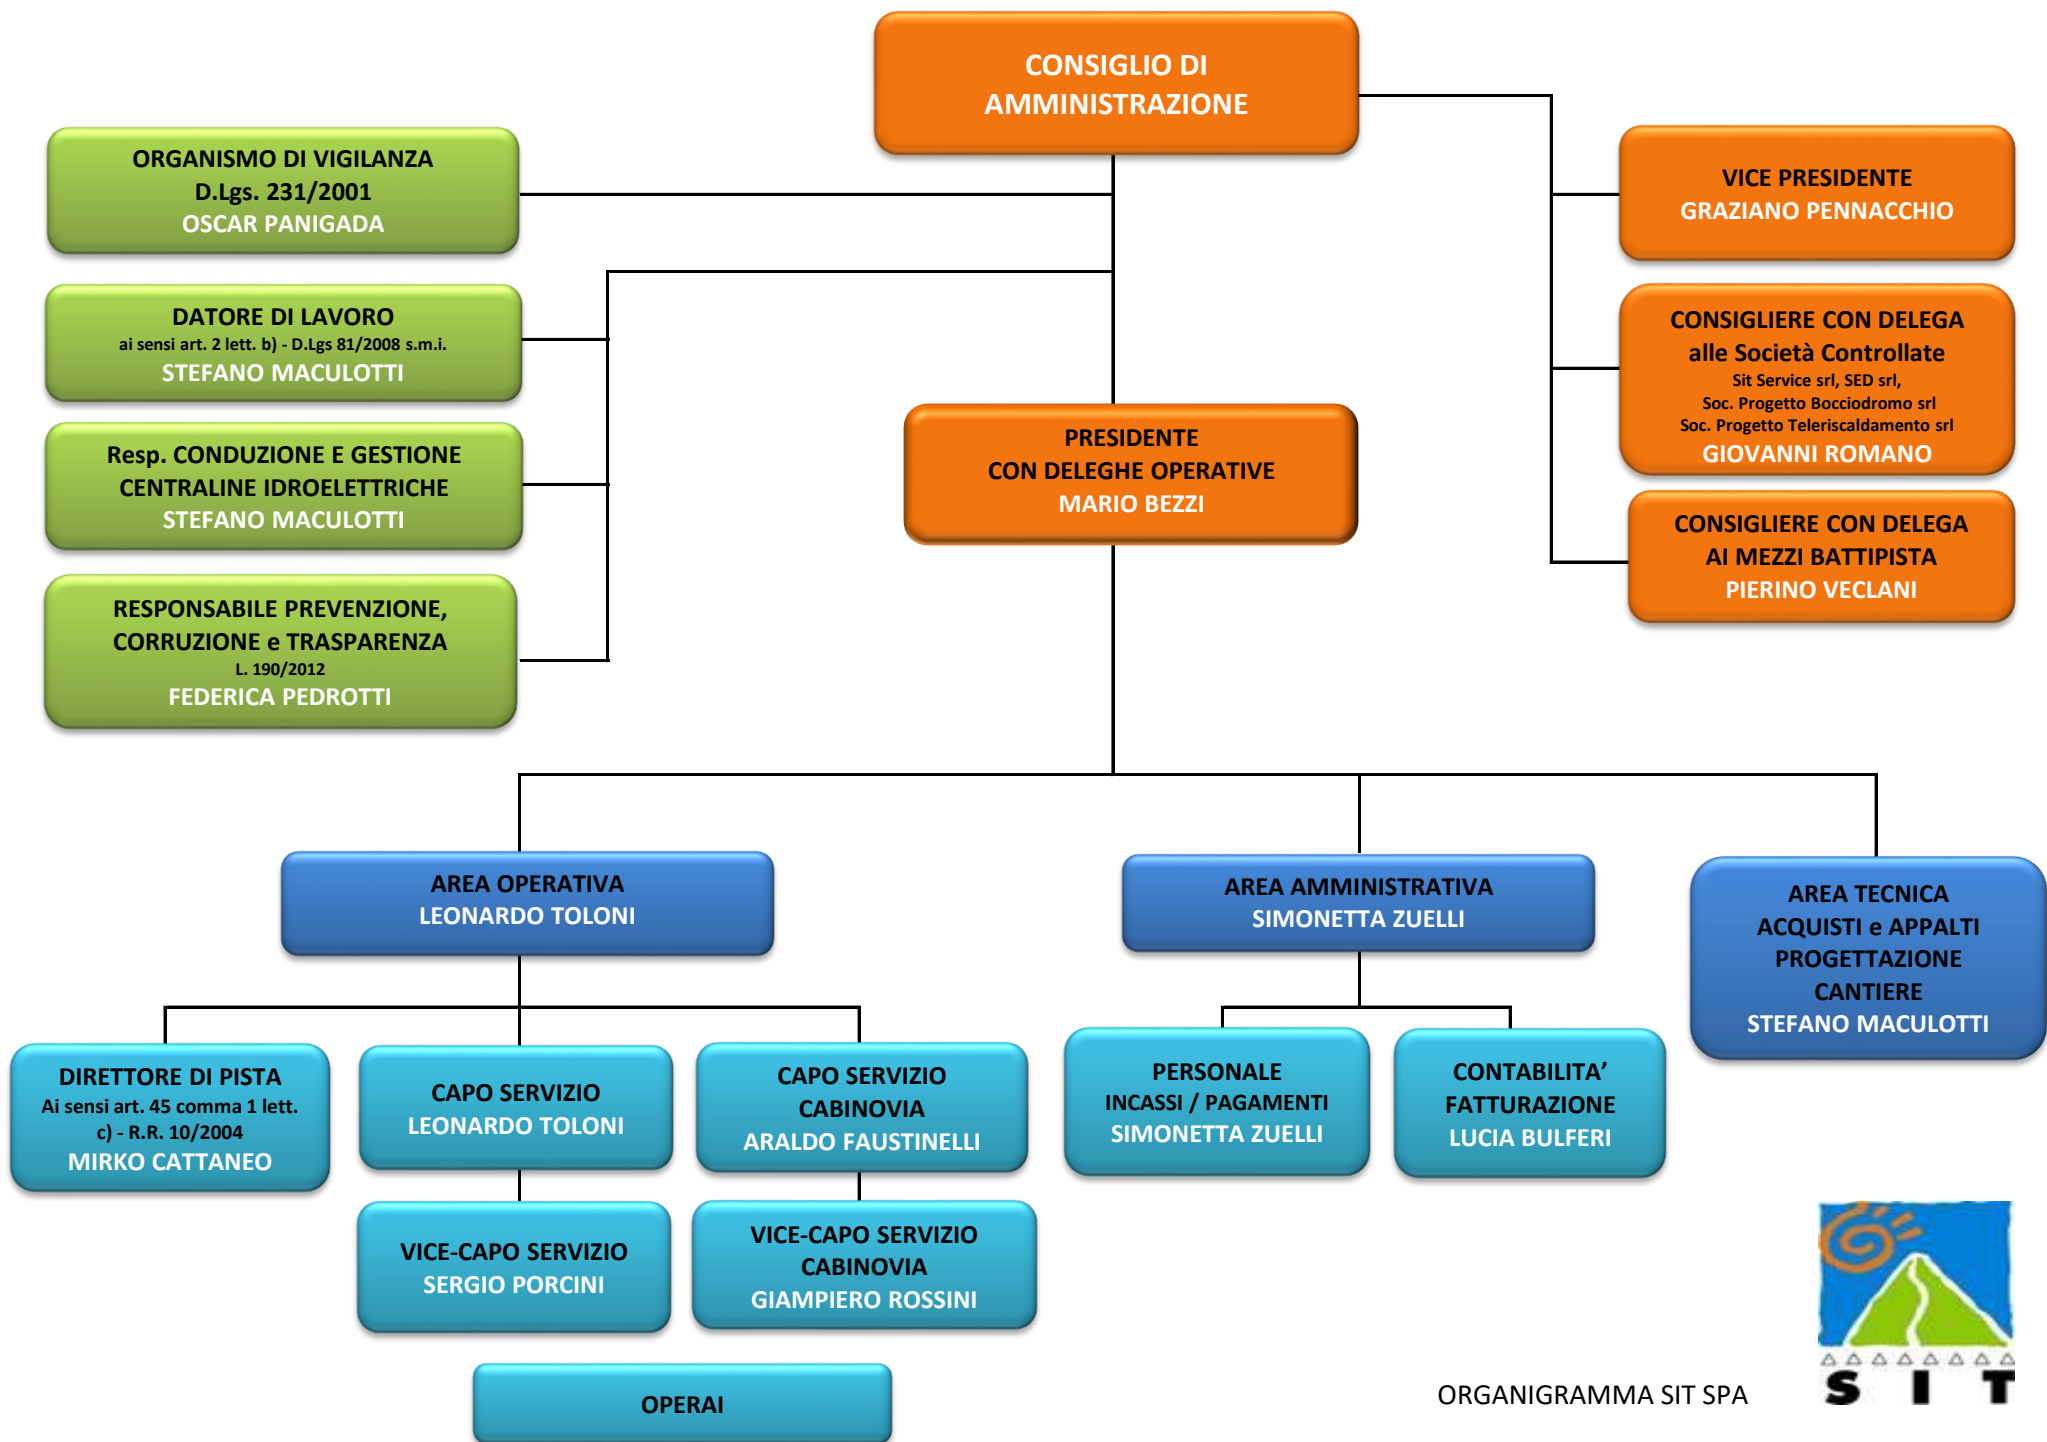 CONSIGLIO DI
AMMINISTRAZIONE
ORGANISMO DI VIGILANZA
D.Lgs. 231/2001
OSCAR PANIGADA
DATORE DI LAVORO
ai sensi art. 2 lett. b) - D.Lgs 81/2008 s.m.i.
STEFANO MACULOTTI
Resp. CONDUZIONE E GESTIONE
CENTRALINE IDROELETTRICHE
STEFANO MACULOTTI
RESPONSABILE PREVENZIONE,
CORRUZIONE e TRASPARENZA
L. 190/2012
FEDERICA PEDROTTI
VICE PRESIDENTE
GRAZIANO PENNACCHIO
CONSIGLIERE CON DELEGA
alle Società Controllate
Sit Service srl, SED srl,
Soc. Progetto Bocciodromo srl
Soc. Progetto Teleriscaldamento srl
GIOVANNI ROMANO
CONSIGLIERE CON DELEGA
AI MEZZI BATTIPISTA
PIERINO VECLANI
PRESIDENTE
CON DELEGHE OPERATIVE
MARIO BEZZI
AREA OPERATIVA
LEONARDO TOLONI
AREA AMMINISTRATIVA
SIMONETTA ZUELLI
AREA TECNICA
ACQUISTI e APPALTI
PROGETTAZIONE
CANTIERE
STEFANO MACULOTTI
DIRETTORE DI PISTA
Ai sensi art. 45 comma 1 lett.
c) - R.R. 10/2004
MIRKO CATTANEO
CAPO SERVIZIO
LEONARDO TOLONI
CAPO SERVIZIO
CABINOVIA
ARALDO FAUSTINELLI
PERSONALE
INCASSI / PAGAMENTI
SIMONETTA ZUELLI
CONTABILITA’
FATTURAZIONE
LUCIA BULFERI
VICE-CAPO SERVIZIO
SERGIO PORCINI
VICE-CAPO SERVIZIO
CABINOVIA
GIAMPIERO ROSSINI
OPERAI
ORGANIGRAMMA SIT SPA
SIT